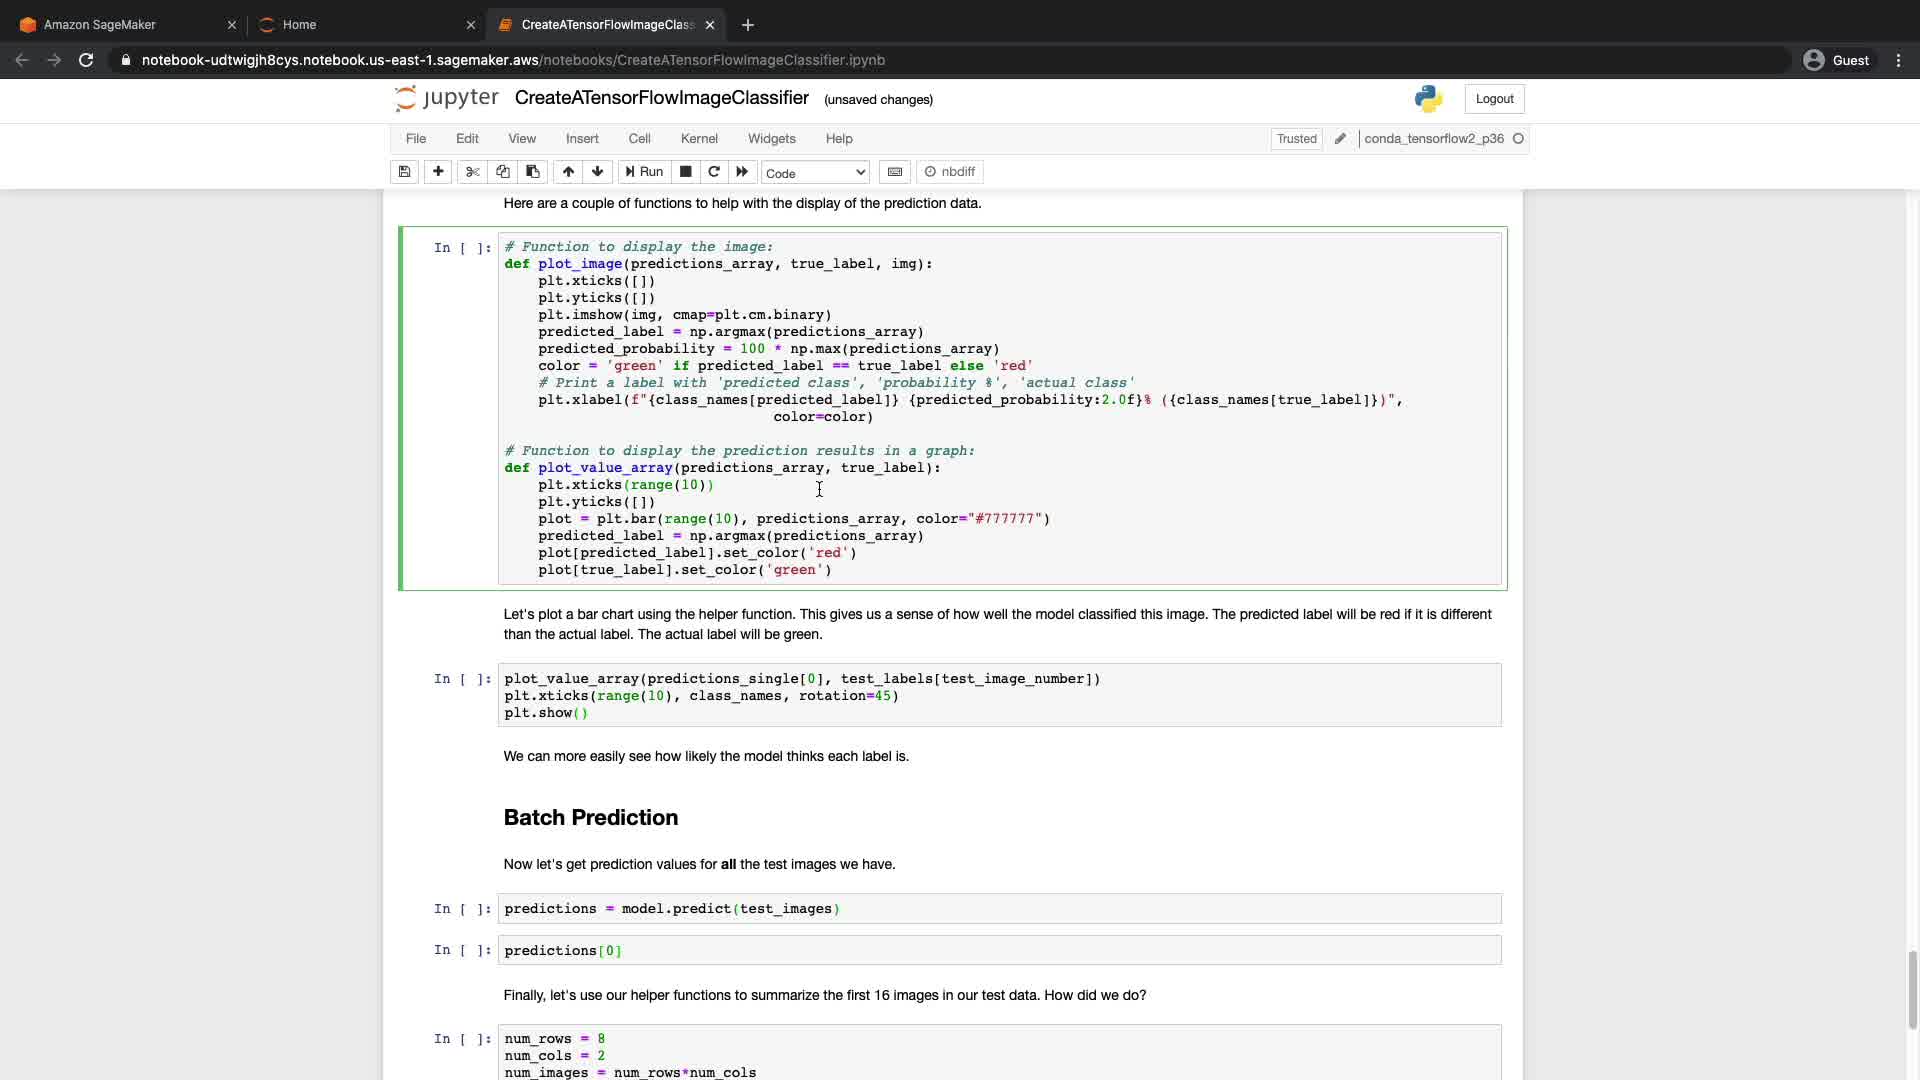 Amazon SageMaker
Home
CreateATensorFlowImageClass
notebook-udtwigjh8cys.notebook.us-east-1.sagemaker.aws/notebooks/CreateATensorFlowImageClassifier.ipynb
Guest
jupyter CreateATensorFlowImageClassifier (unsaved changes)
Logout
File Edit View Insert Cell Kernel Widgets Help
Trusted
conda_tensorflow2_p36
Run
Code
nbdiff
Here are a couple of functions to help with the display of the prediction data.
In [ ]: # Function to display the image:
def plot_image(predictions_array, true_label, img):
    plt.xticks([])
    plt.yticks([])
    plt.imshow(img, cmap=plt.cm.binary)
    predicted_label = np.argmax(predictions_array)
    predicted_probability = 100 * np.max(predictions_array)
    color = 'green' if predicted_label == true_label else 'red'
    # Print a label with 'predicted class', 'probability %', 'actual class'
    plt.xlabel(f"{class_names[predicted_label]} {predicted_probability:2.0f}% ({class_names[true_label]})",
                                color=color)
# Function to display the prediction results in a graph:
def plot_value_array(predictions_array, true_label):
    plt.xticks(range(10))
    plt.yticks([])
    plot = plt.bar(range(10), predictions_array, color="#777777")
    predicted_label = np.argmax(predictions_array)
    plot[predicted_label].set_color('red')
    plot[true_label].set_color('green')
Let's plot a bar chart using the helper function. This gives us a sense of how well the model classified this image. The predicted label will be red if it is different
than the actual label. The actual label will be green.
In [ ]: plot_value_array(predictions_single[0], test_labels[test_image_number])
plt.xticks(range(10), class_names, rotation=45)
plt.show()
We can more easily see how likely the model thinks each label is.
Batch Prediction
Now let's get prediction values for all the test images we have.
In [ ]: predictions = model.predict(test_images)
In [ ]: predictions[0]
Finally, let's use our helper functions to summarize the first 16 images in our test data. How did we do?
In [ ]: num_rows = 8
num_cols = 2
num_images = num_rows*num_cols